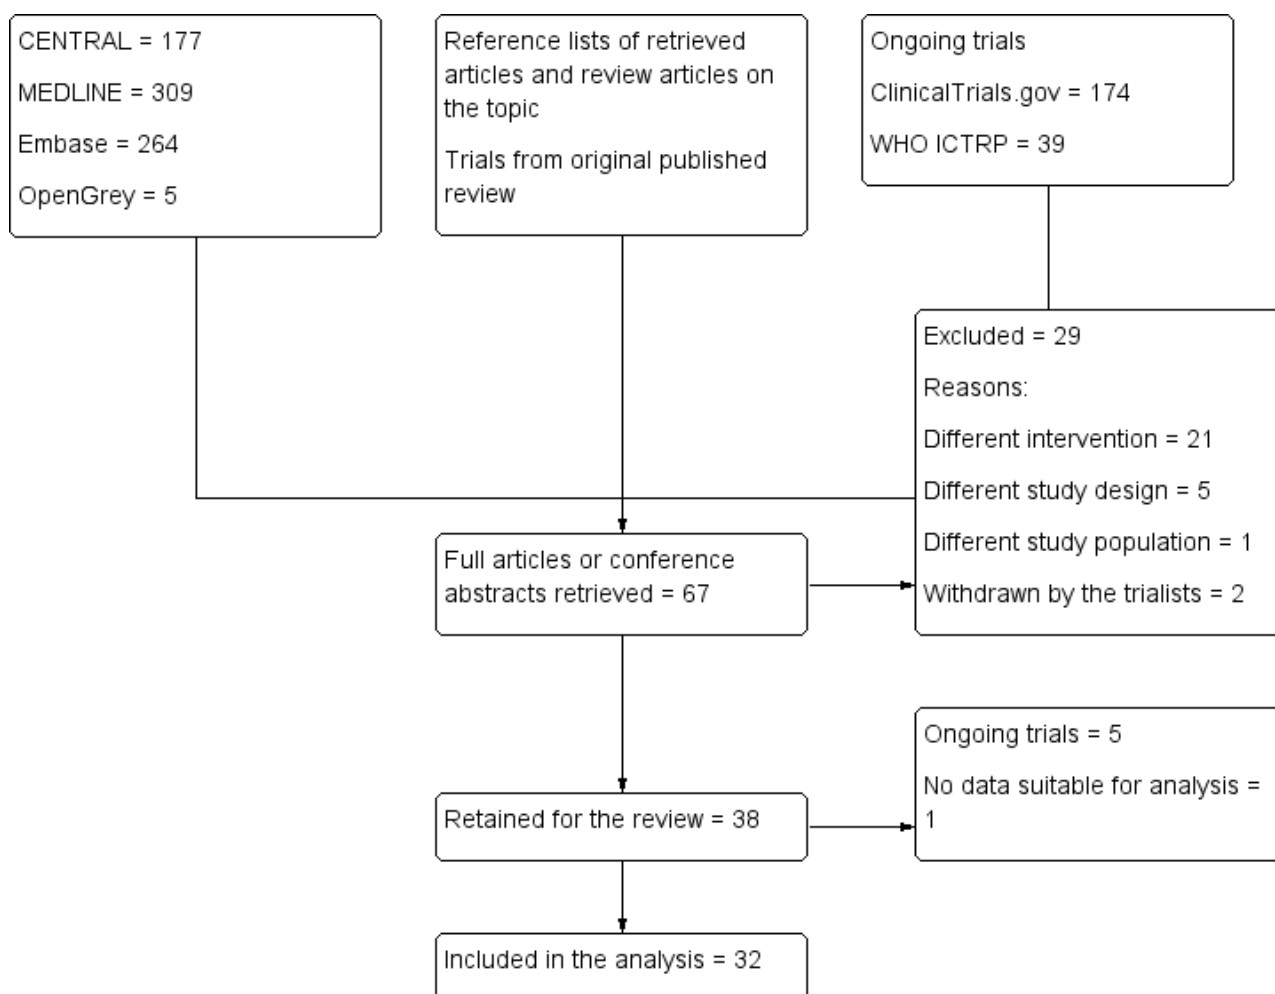 CENTRAL = 177
MEDLINE = 309
Embase = 264
OpenGrey = 5
Reference lists of retrieved
articles and review articles on
the topic
Trials from original published
review
Ongoing trials
ClinicalTrials.gov = 174
WHO ICTRP = 39
Excluded = 29
Reasons:
Different intervention = 21
Different study design = 5
Different study population = 1
Withdrawn by the trialists = 2
Full articles or conference
abstracts retrieved = 67
Ongoing trials = 5
No data suitable for analysis =
1
Retained for the review = 38
Included in the analysis = 32